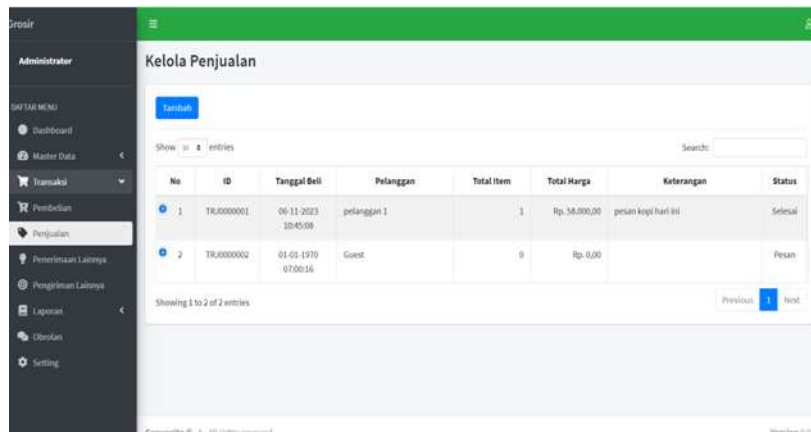 Grosir
Administrator
Kelola Penjualan
DAFTAR MENU
Dashboard
Master Data
Transaksi
Pembelian
Penjualan
Penerimaan Lainnya
Pengiriman Lainnya
Laporan
Obrolan
Setting
Tambah
Show 10 entries
Search:
No ID Tanggal Beli Pelanggan Total Item Total Harga Keterangan Status
1 TRJ0000001 06-11-2023 10:45:08 pelanggan 1 1 Rp. 58.000,00 pesan kopi hari ini Selesai
2 TRJ0000002 01-01-1970 07:00:16 Guest 0 Rp. 0,00 Pesan
Showing 1 to 2 of 2 entries
Previous 1 Next